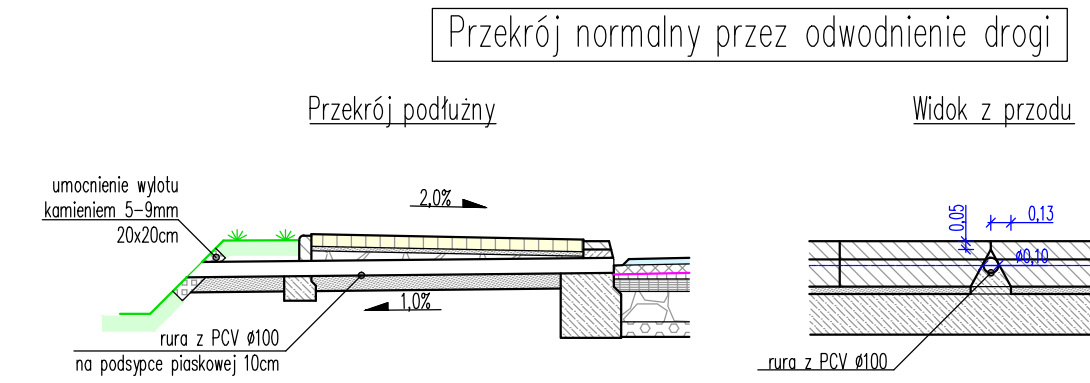 Przekrój normalny przez odwodnienie drogi
Przekrój podłużny
Widok z przodu
umocnienie wylotu
kamieniem 5-9mm
20x20cm
2,0%
1,0%
rura z PCV ø100
na podsypce piaskowej 10cm
0,05
0,13
ø0,10
rura z PCV ø100